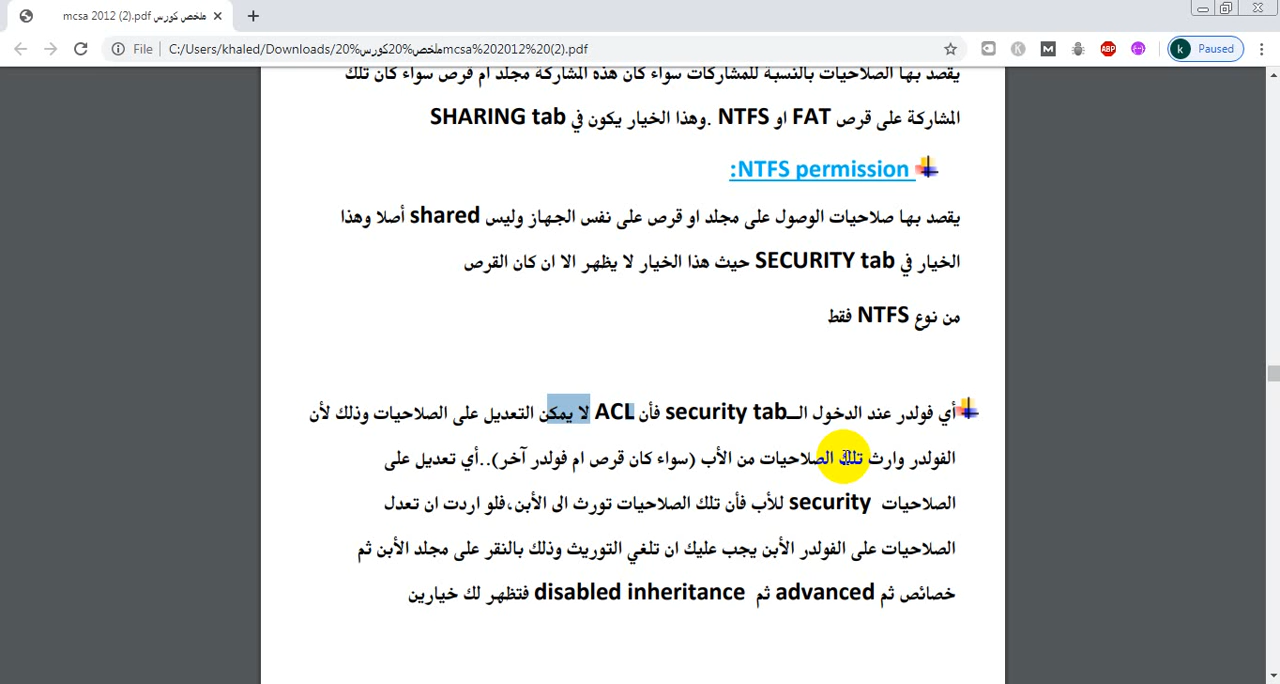 ملخص كورس mcsa 2012 (2).pdf
File
C:/Users/khaled/Downloads/20%ملخص%20كورسmcsa%202012%20(2).pdf
ABP
k Paused
يقصد بها الصلاحيات بالنسبة للمشاركات سواء كان هذه المشاركة مجلد ام قرص سواء كان تلك
المشاركة على قرص FAT او NTFS .وهذا الخيار يكون في SHARING tab
NTFS permission:
يقصد بها صلاحيات الوصول على مجلد او قرص على نفس الجهاز وليس shared أصلا وهذا
الخيار في SECURITY tab حيث هذا الخيار لا يظهر الا ان كان القرص
من نوع NTFS فقط
أي فولدر عند الدخول الــsecurity tab فأن ACL لا يمكن التعديل على الصلاحيات وذلك لأن
الفولدر وارث تلك الصلاحيات من الأب (سواء كان قرص ام فولدر آخر)..أي تعديل على
الصلاحيات security للأب فأن تلك الصلاحيات تورث الى الأبن،فلو اردت ان تعدل
الصلاحيات على الفولدر الأبن يجب عليك ان تلغي التوريث وذلك بالنقر على مجلد الأبن ثم
خصائص ثم advanced ثم disabled inheritance فتظهر لك خيارين